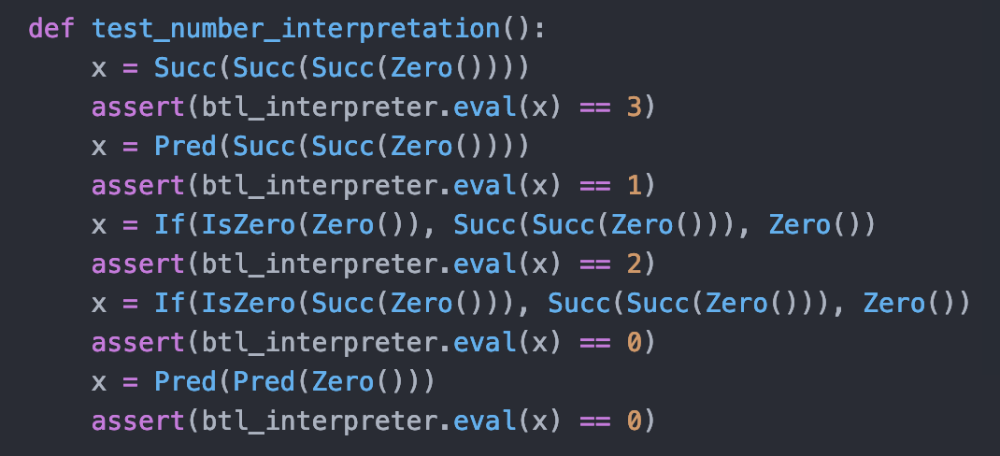 def test_number_interpretation():
    x = Succ(Succ(Succ(Zero())))
    assert(btl_interpreter.eval(x) == 3)
    x = Pred(Succ(Succ(Zero())))
    assert(btl_interpreter.eval(x) == 1)
    x = If(IsZero(Zero()), Succ(Succ(Zero())), Zero())
    assert(btl_interpreter.eval(x) == 2)
    x = If(IsZero(Succ(Zero())), Succ(Succ(Zero())), Zero())
    assert(btl_interpreter.eval(x) == 0)
    x = Pred(Pred(Zero()))
    assert(btl_interpreter.eval(x) == 0)